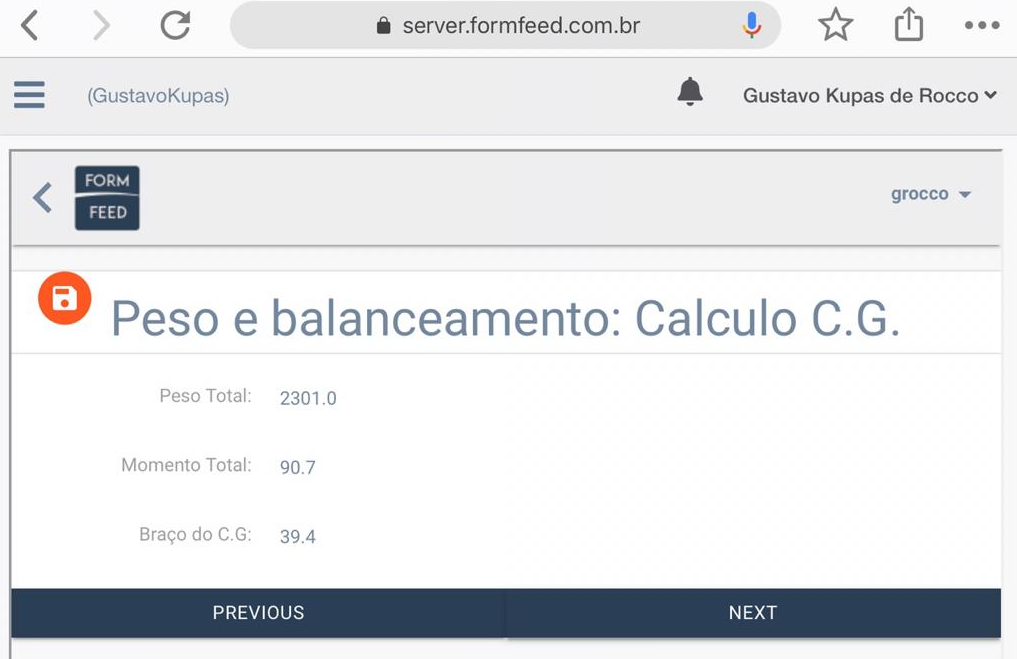 server.formfeed.com.br
(GustavoKupas)
Gustavo Kupas de Rocco
FORM
FEED
grocco
Peso e balanceamento: Calculo C.G.
Peso Total: 2301.0
Momento Total: 90.7
Braço do C.G: 39.4
PREVIOUS NEXT